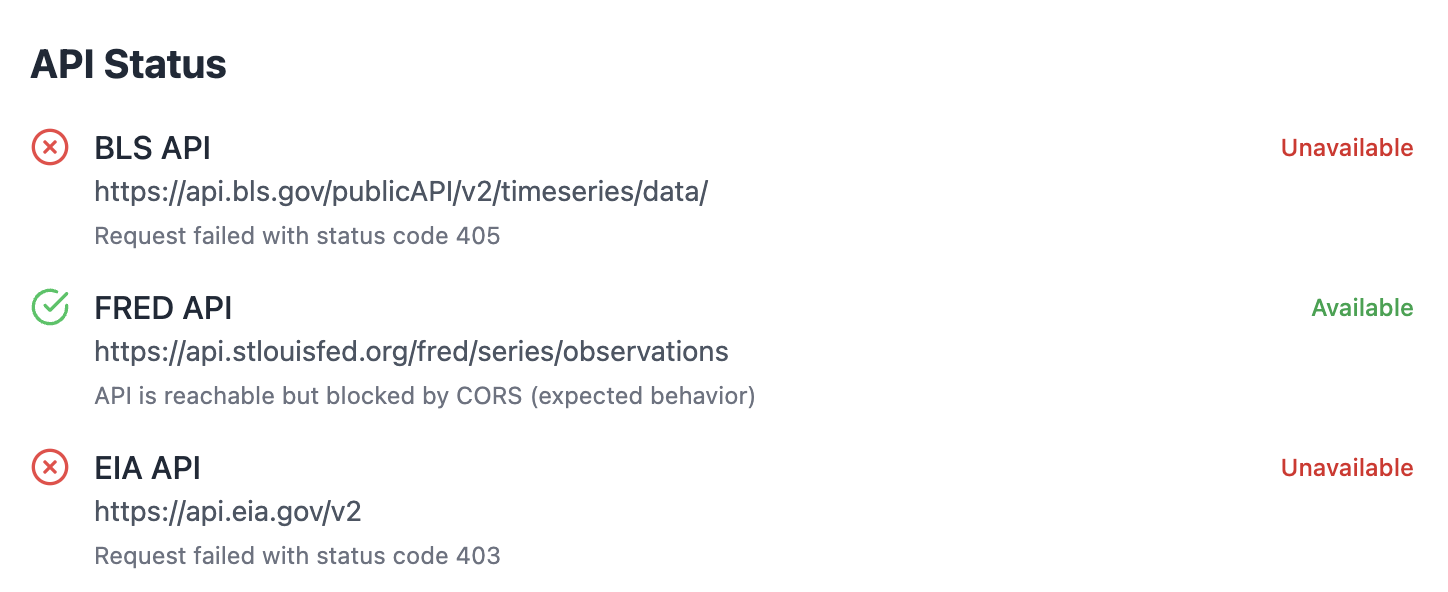 API Status
BLS API
Unavailable
https://api.bls.gov/publicAPI/v2/timeseries/data/
Request failed with status code 405
FRED API
Available
https://api.stlouisfed.org/fred/series/observations
API is reachable but blocked by CORS (expected behavior)
EIA API
Unavailable
https://api.eia.gov/v2
Request failed with status code 403